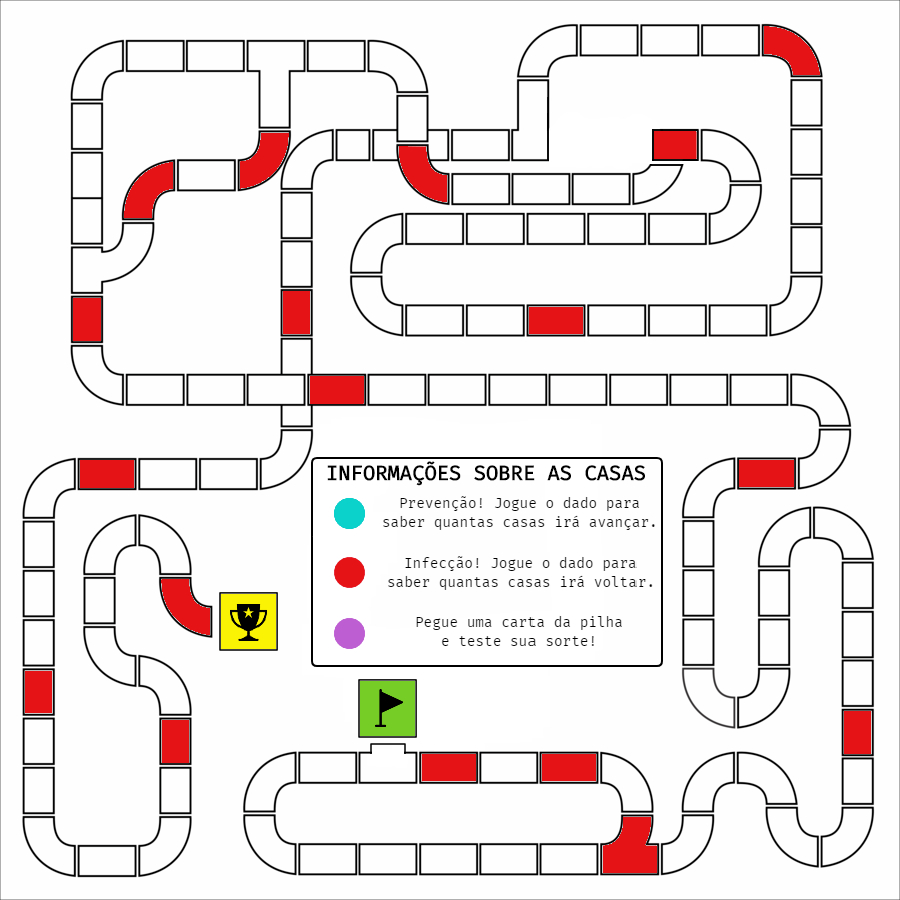 INFORMAÇÕES SOBRE AS CASAS
Prevenção! Jogue o dado para
saber quantas casas irá avançar.
Infecção! Jogue o dado para
saber quantas casas irá voltar.
Pegue uma carta da pilha
e teste sua sorte!